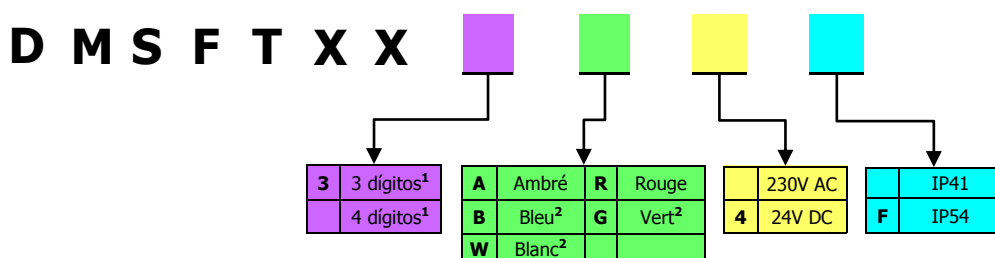 D M S F T X X
3 3 dígitos¹ A Ambré R Rouge 230V AC IP41
4 dígitos¹ B Bleu² G Vert² 4 24V DC F IP54
W Blanc²